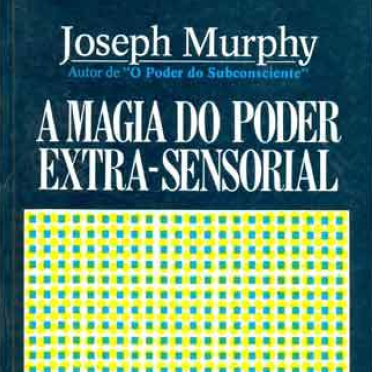 Joseph Murphy
Autor de "O Poder do Subconsciente"
A MAGIA DO PODER
EXTRA-SENSORIAL